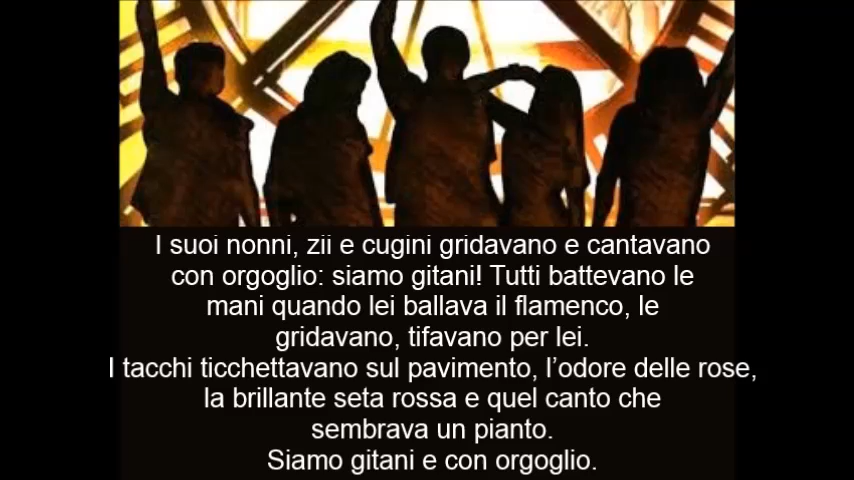 I suoi nonni, zii e cugini gridavano e cantavano
con orgoglio: siamo gitani! Tutti battevano le
mani quando lei ballava il flamenco, le
gridavano, tifavano per lei.
I tacchi ticchettavano sul pavimento, l’odore delle rose,
la brillante seta rossa e quel canto che
sembrava un pianto.
Siamo gitani e con orgoglio.